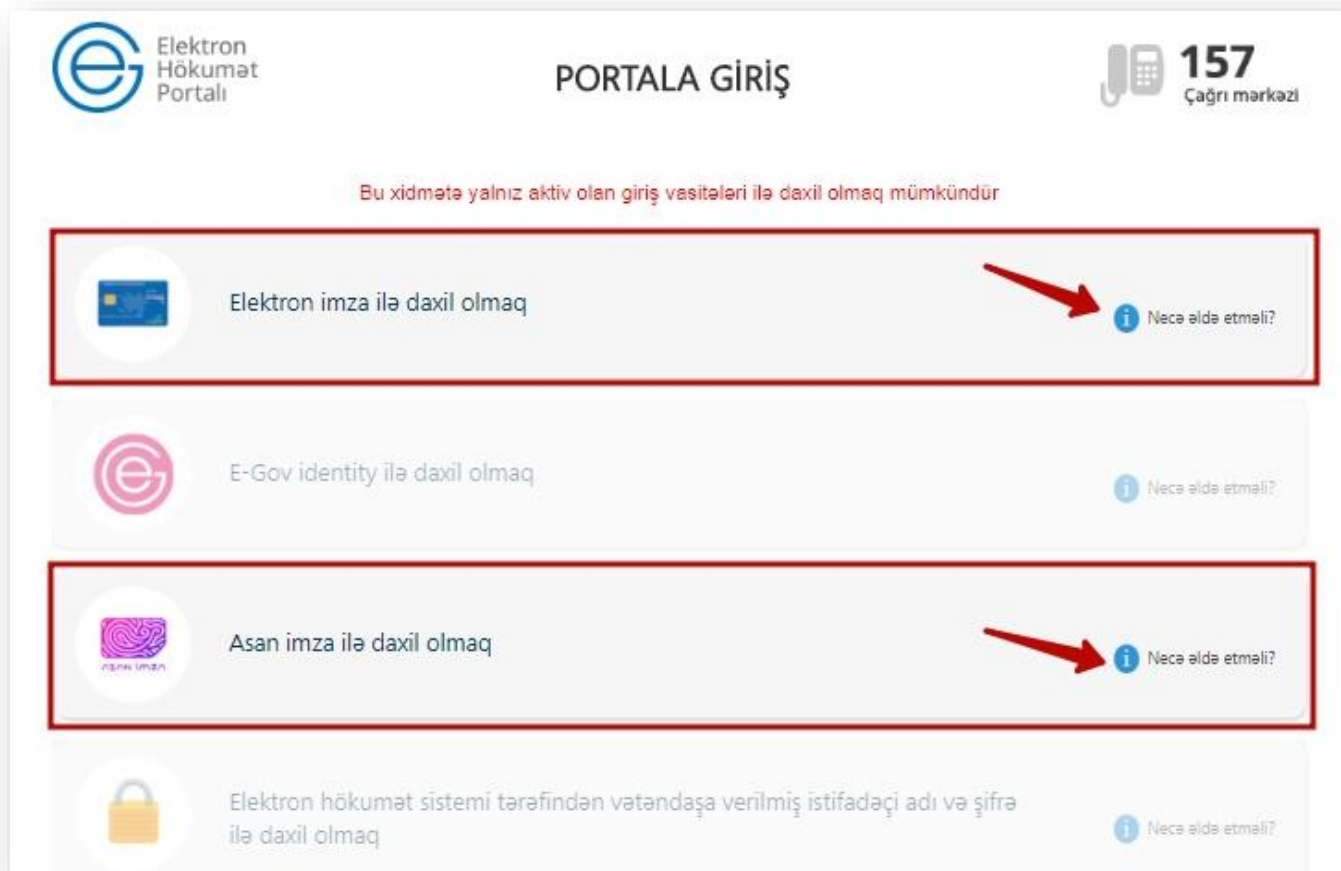 Elektron
Hökumət
Portalı
PORTALA GİRİŞ
157
Çağrı mərkəzi
Bu xidmətə yalnız aktiv olan giriş vasitələri ilə daxil olmaq mümkündür
Elektron imza ilə daxil olmaq
Necə əldə etməli?
E-Gov identity ilə daxil olmaq
Necə əldə etməli?
Asan imza ilə daxil olmaq
Necə əldə etməli?
ASAN İMZA
Elektron hökumət sistemi tərəfindən vətəndaşa verilmiş istifadəçi adı və şifrə
ilə daxil olmaq
Necə əldə etməli?